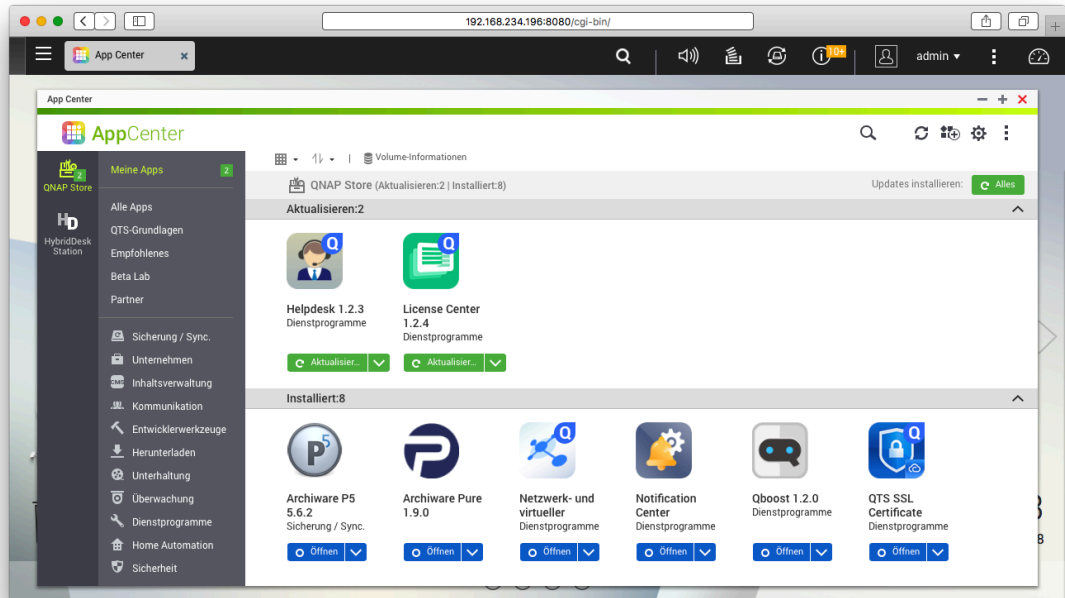 192.168.234.196:8080/cgi-bin/
App Center
10+
admin
App Center
AppCenter
2
QNAP Store
HD
HybridDesk
Station
Meine Apps
2
Alle Apps
QTS-Grundlagen
Empfohlenes
Beta Lab
Partner
Sicherung / Sync.
Unternehmen
CMS
Inhaltsverwaltung
Kommunikation
Entwicklerwerkzeuge
Herunterladen
Unterhaltung
Überwachung
Dienstprogramme
Home Automation
Sicherheit
Volume-Informationen
QNAP Store (Aktualisieren:2 | Installiert:8)
Updates installieren:
Alles
Aktualisieren:2
Q
Helpdesk 1.2.3
Dienstprogramme
Aktualisier...
Q
License Center
1.2.4
Dienstprogramme
Aktualisier...
Installiert:8
P5
Archiware P5
5.6.2
Sicherung / Sync.
Öffnen
Archiware Pure
1.9.0
Öffnen
Q
Netzwerk- und
virtueller
Dienstprogramme
Öffnen
Notification
Center
Dienstprogramme
Öffnen
Qboost 1.2.0
Dienstprogramme
Öffnen
Q
QTS SSL
Certificate
Dienstprogramme
Öffnen
8